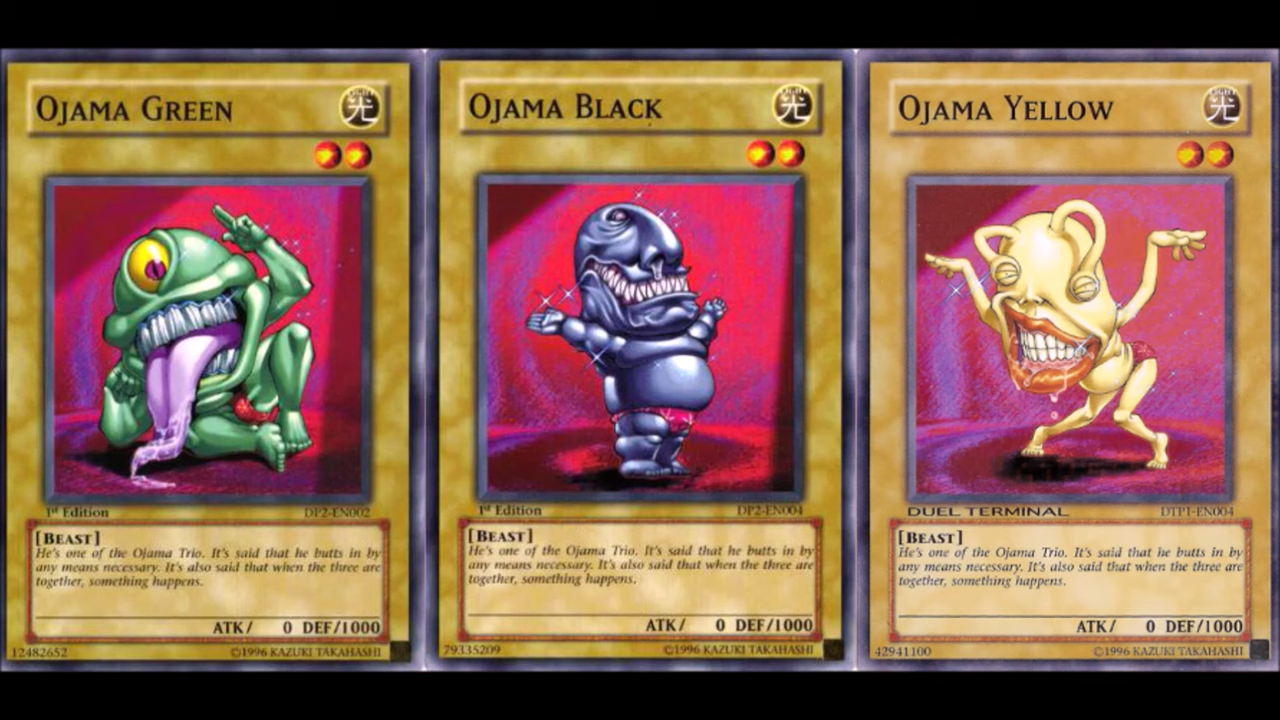 OJAMA GREEN
LIGHT
光
1st Edition
DP2-EN002
[BEAST]
He's one of the Ojama Trio. It's said that he butts in by
any means necessary. It's also said that when the three are
together, something happens.
ATK/ 0 DEF/1000
12482652
©1996 KAZUKI TAKAHASHI
OJAMA BLACK
LIGHT
光
1st Edition
DP2-EN004
[BEAST]
He's one of the Ojama Trio. It's said that he butts in by
any means necessary. It's also said that when the three are
together, something happens.
ATK/ 0 DEF/1000
79335209
©1996 KAZUKI TAKAHASHI
OJAMA YELLOW
LIGHT
光
DUEL TERMINAL
DTP1-EN004
[BEAST]
He's one of the Ojama Trio. It's said that he butts in by
any means necessary. It's also said that when the three are
together, something happens.
ATK/ 0 DEF/1000
42941100
©1996 KAZUKI TAKAHASHI